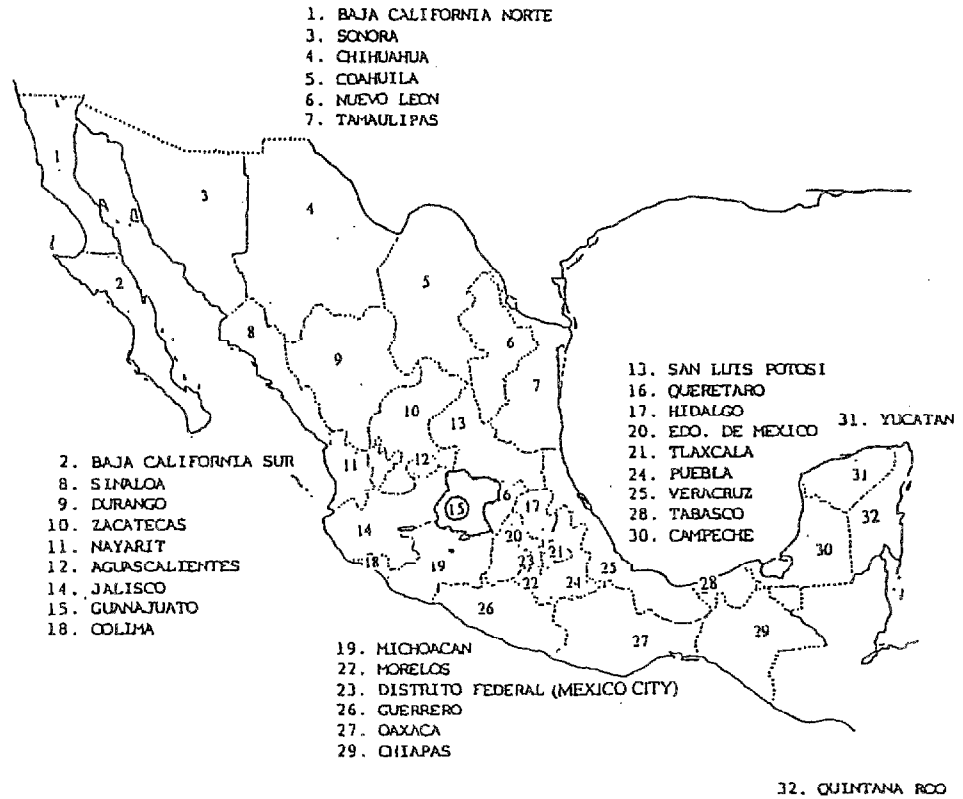 1. BAJA CALIFORNIA NORTE
3. SONORA
4. CHIHUAHUA
5. COAHUILA
6. NUEVO LEON
7. TAMAULIPAS
1
3
4
2
5
8
9
6
7
10
13
11
12
13. SAN LUIS POTOSI
16. QUERETARO
17. HIDALGO
20. EDO. DE MEXICO
21. TLAXCALA
24. PUEBLA
25. VERACRUZ
28. TABASCO
30. CAMPECHE
31. YUCATAN
2. BAJA CALIFORNIA SUR
8. SINALOA
9. DURANGO
10. ZACATECAS
11. NAYARIT
12. AGUASCALIENTES
14. JALISCO
15. GUANAJUATO
18. COLIMA
15
6
17
14
20
18
19
23
21
22
24
25
26
27
28
29
30
31
32
19. MICHOACAN
22. MORELOS
23. DISTRITO FEDERAL (MEXICO CITY)
26. GUERRERO
27. OAXACA
29. CHIAPAS
32. QUINTANA ROO